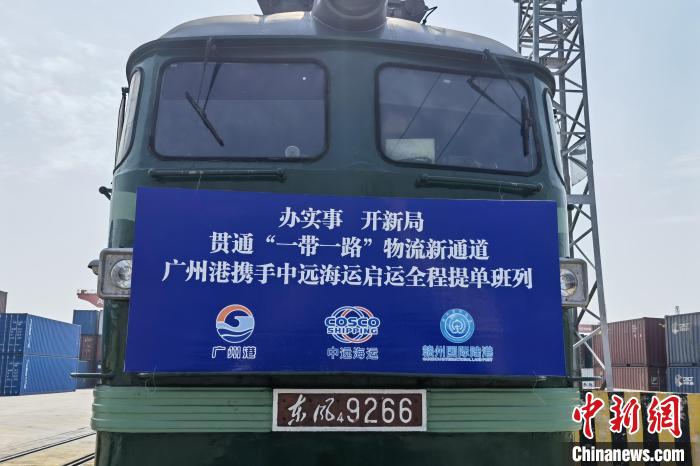 办实事 开新局
贯通“一带一路”物流新通道
广州港携手中远海运启运全程提单班列
广州港
COSCO
SHIPPING
中远海运
赣州国际陆港
东风4 9266
中新网
Chinanews.com